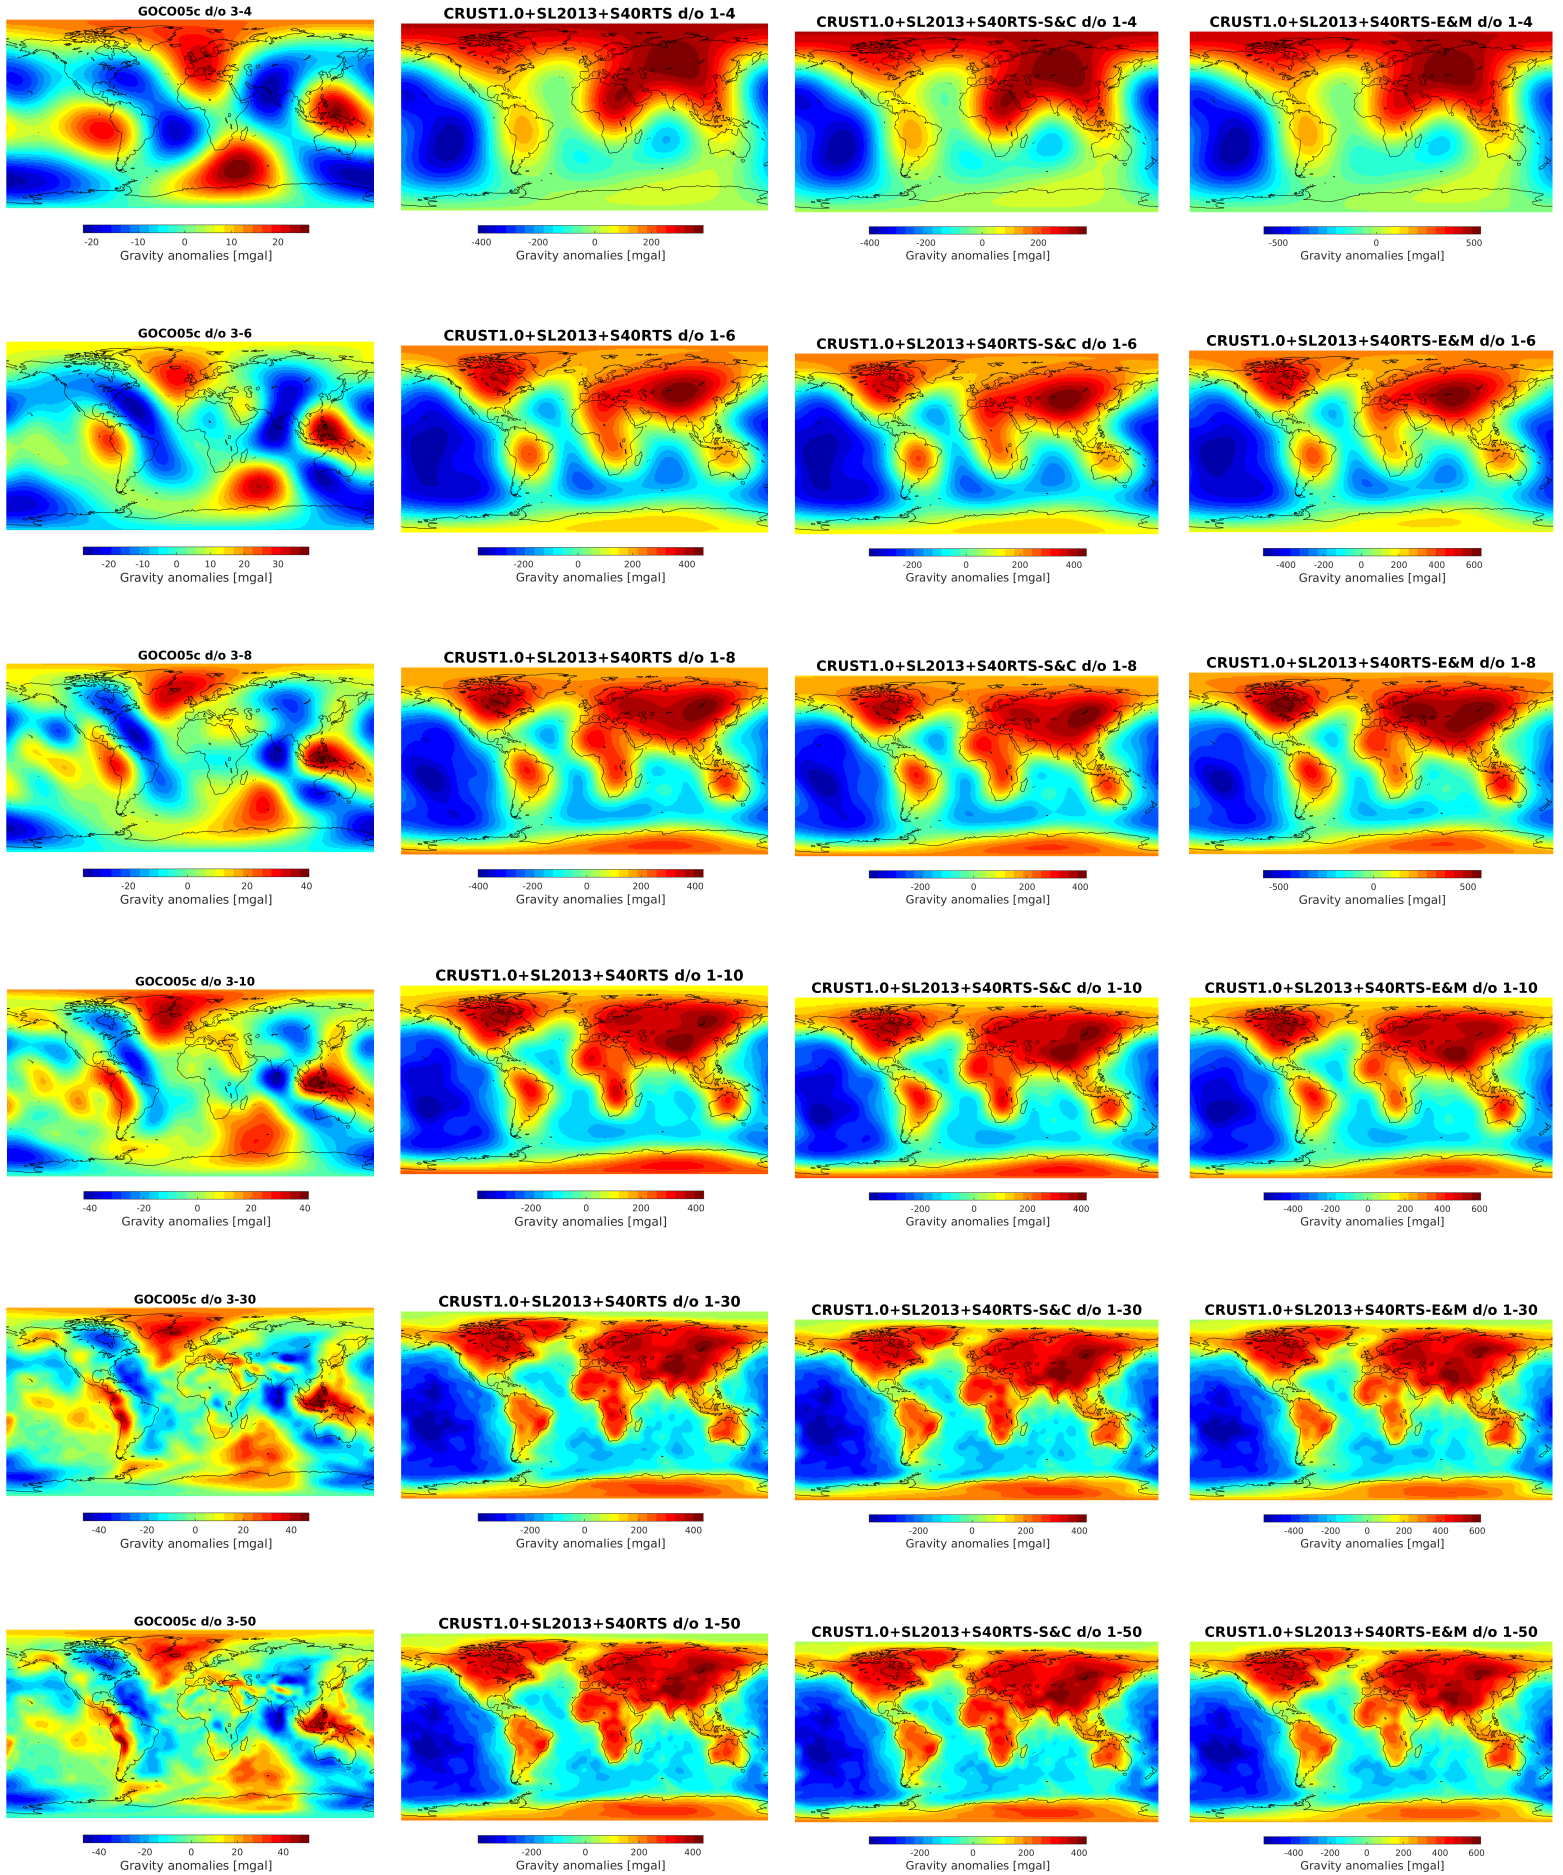 GOCO05c d/o 3-4
CRUST1.0+SL2013+S40RTS d/o 1-4
CRUST1.0+SL2013+S40RTS-S&C d/o 1-4
CRUST1.0+SL2013+S40RTS-E&M d/o 1-4
-20 -10 0 10 20
-400 -200 0 200
-400 -200 0 200
-500 0 500
Gravity anomalies [mgal]
Gravity anomalies [mgal]
Gravity anomalies [mgal]
Gravity anomalies [mgal]
GOCO05c d/o 3-6
CRUST1.0+SL2013+S40RTS d/o 1-6
CRUST1.0+SL2013+S40RTS-S&C d/o 1-6
CRUST1.0+SL2013+S40RTS-E&M d/o 1-6
-20 -10 0 10 20 30
-200 0 200 400
-200 0 200 400
-400 -200 0 200 400 600
Gravity anomalies [mgal]
Gravity anomalies [mgal]
Gravity anomalies [mgal]
Gravity anomalies [mgal]
GOCO05c d/o 3-8
CRUST1.0+SL2013+S40RTS d/o 1-8
CRUST1.0+SL2013+S40RTS-S&C d/o 1-8
CRUST1.0+SL2013+S40RTS-E&M d/o 1-8
-20 0 20 40
-400 -200 0 200 400
-200 0 200 400
-500 0 500
Gravity anomalies [mgal]
Gravity anomalies [mgal]
Gravity anomalies [mgal]
Gravity anomalies [mgal]
GOCO05c d/o 3-10
CRUST1.0+SL2013+S40RTS d/o 1-10
CRUST1.0+SL2013+S40RTS-S&C d/o 1-10
CRUST1.0+SL2013+S40RTS-E&M d/o 1-10
-40 -20 0 20 40
-200 0 200 400
-200 0 200 400
-400 -200 0 200 400 600
Gravity anomalies [mgal]
Gravity anomalies [mgal]
Gravity anomalies [mgal]
Gravity anomalies [mgal]
GOCO05c d/o 3-30
CRUST1.0+SL2013+S40RTS d/o 1-30
CRUST1.0+SL2013+S40RTS-S&C d/o 1-30
CRUST1.0+SL2013+S40RTS-E&M d/o 1-30
-40 -20 0 20 40
-200 0 200 400
-200 0 200 400
-400 -200 0 200 400 600
Gravity anomalies [mgal]
Gravity anomalies [mgal]
Gravity anomalies [mgal]
Gravity anomalies [mgal]
GOCO05c d/o 3-50
CRUST1.0+SL2013+S40RTS d/o 1-50
CRUST1.0+SL2013+S40RTS-S&C d/o 1-50
CRUST1.0+SL2013+S40RTS-E&M d/o 1-50
-40 -20 0 20 40
-200 0 200 400
-200 0 200 400
-400 -200 0 200 400 600
Gravity anomalies [mgal]
Gravity anomalies [mgal]
Gravity anomalies [mgal]
Gravity anomalies [mgal]